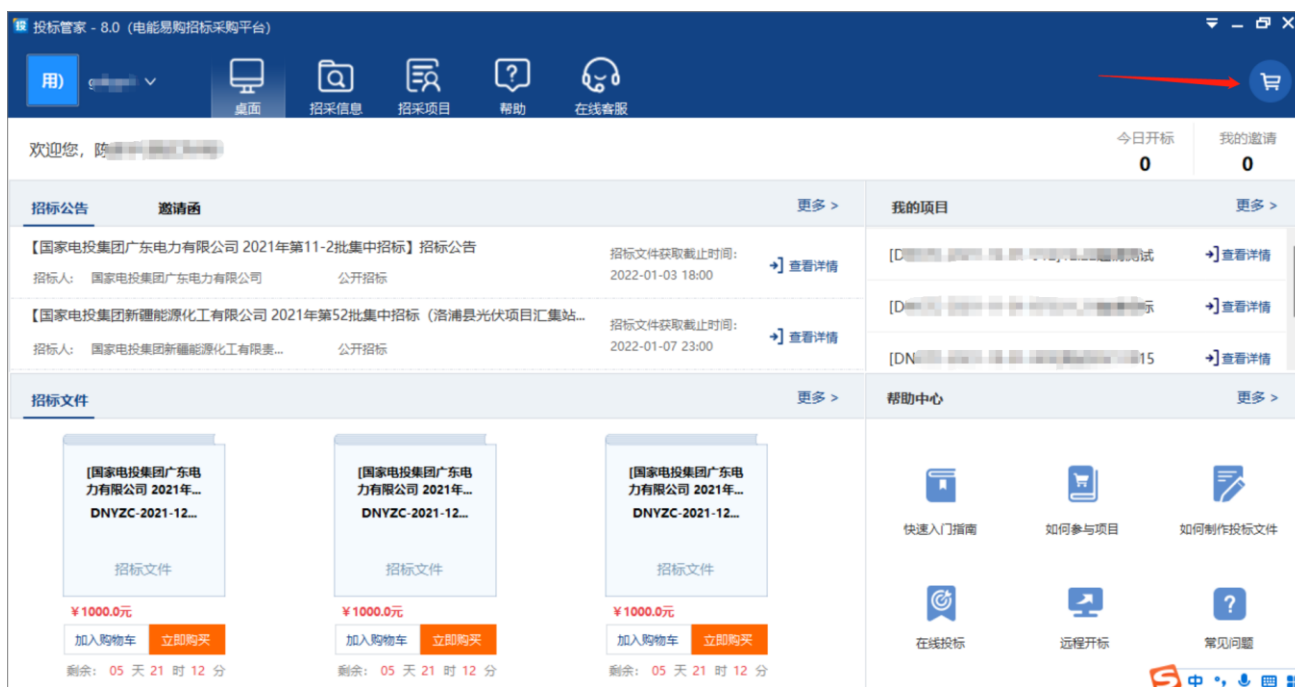 投标管家 - 8.0（电能易购招标采购平台）
用)
桌面
招采信息
招采项目
帮助
在线客服
欢迎您，陈
今日开标
0
我的邀请
0
招标公告
邀请函
更多 >
【国家电投集团广东电力有限公司 2021年第11-2批集中招标】招标公告
招标人： 国家电投集团广东电力有限公司
公开招标
招标文件获取截止时间：
2022-01-03 18:00
查看详情
【国家电投集团新疆能源化工有限公司 2021年第52批集中招标（洛浦县光伏项目汇集站...
招标人： 国家电投集团新疆能源化工有限责...
公开招标
招标文件获取截止时间：
2022-01-07 23:00
查看详情
我的项目
更多 >
[D
试
查看详情
[D
标
查看详情
[DN
15
查看详情
招标文件
更多 >
[国家电投集团广东电
力有限公司 2021年...
DNYZC-2021-12...
招标文件
￥1000.0元
加入购物车
立即购买
剩余： 05 天 21 时 12 分
[国家电投集团广东电
力有限公司 2021年...
DNYZC-2021-12...
招标文件
￥1000.0元
加入购物车
立即购买
剩余： 05 天 21 时 12 分
[国家电投集团广东电
力有限公司 2021年...
DNYZC-2021-12...
招标文件
￥1000.0元
加入购物车
立即购买
剩余： 05 天 21 时 12 分
帮助中心
更多 >
快速入门指南
如何参与项目
如何制作投标文件
在线投标
远程开标
常见问题
中